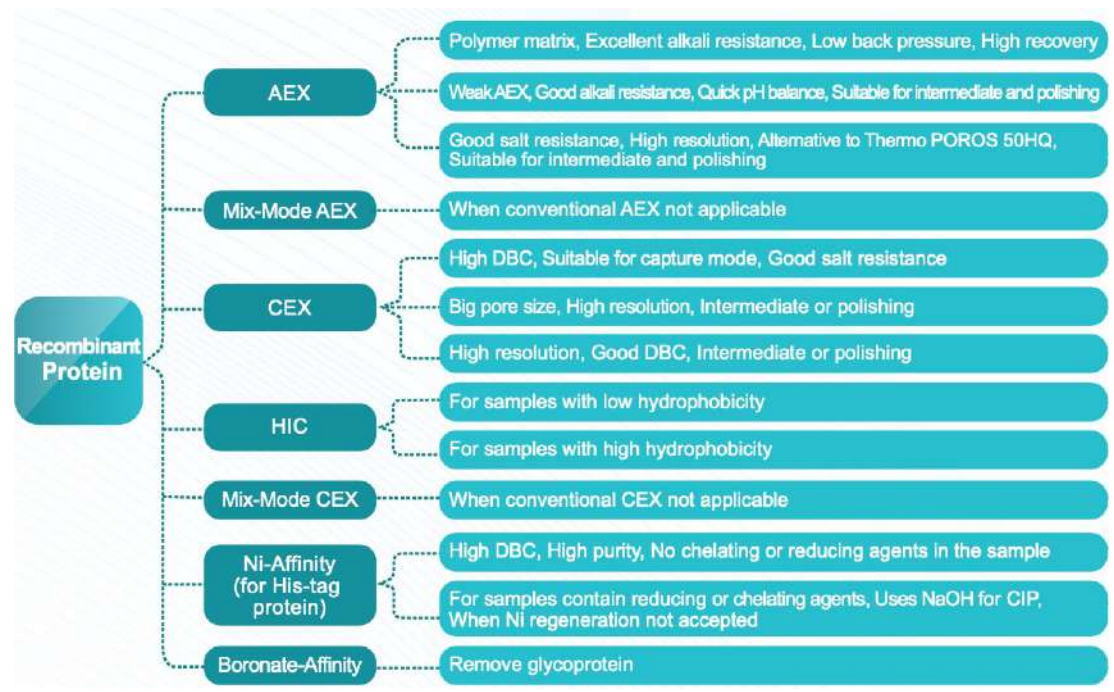 Recombinant
Protein
AEX
Polymer matrix, Excellent alkali resistance, Low back pressure, High recovery
Weak AEX, Good alkali resistance, Quick pH balance, Suitable for intermediate and polishing
Good salt resistance, High resolution, Alternative to Thermo POROS 50HQ,
Suitable for intermediate and polishing
Mix-Mode AEX
When conventional AEX not applicable
CEX
High DBC, Suitable for capture mode, Good salt resistance
Big pore size, High resolution, Intermediate or polishing
High resolution, Good DBC, Intermediate or polishing
HIC
For samples with low hydrophobicity
For samples with high hydrophobicity
Mix-Mode CEX
When conventional CEX not applicable
Ni-Affinity
(for His-tag
protein)
High DBC, High purity, No chelating or reducing agents in the sample
For samples contain reducing or chelating agents, Uses NaOH for CIP,
When Ni regeneration not accepted
Boronate-Affinity
Remove glycoprotein